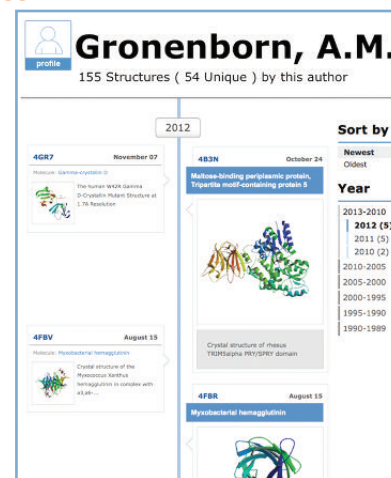 profile
Gronenborn, A.M.
155 Structures ( 54 Unique ) by this author
2012
4GR7 November 07
Molecule: Gamma-crystallin D
The human W42R Gamma
D-Crystallin Mutant Structure at
1.7A Resolution
4FBV August 15
Molecule: Myxobacterial hemagglutinin
Crystal structure of the
Myxococcus Xanthus
hemagglutinin in complex with
a3,a6-...
4B3N October 24
Maltose-binding periplasmic protein,
Tripartite motif-containing protein 5
Crystal structure of rhesus
TRIM5alpha PRY/SPRY domain
4FBR August 15
Myxobacterial hemagglutinin
Sort by
Newest
Oldest
Year
2013-2010
2012 (5)
2011 (5)
2010 (2)
2010-2005
2005-2000
2000-1995
1995-1990
1990-1989